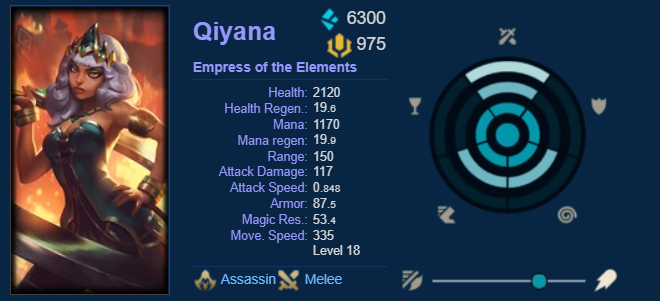 Qiyana
6300
975
Empress of the Elements
Health: 2120
Health Regen.: 19.6
Mana: 1170
Mana regen: 19.9
Range: 150
Attack Damage: 117
Attack Speed: 0.848
Armor: 87.5
Magic Res.: 53.4
Move. Speed: 335
Level 18
Assassin Melee